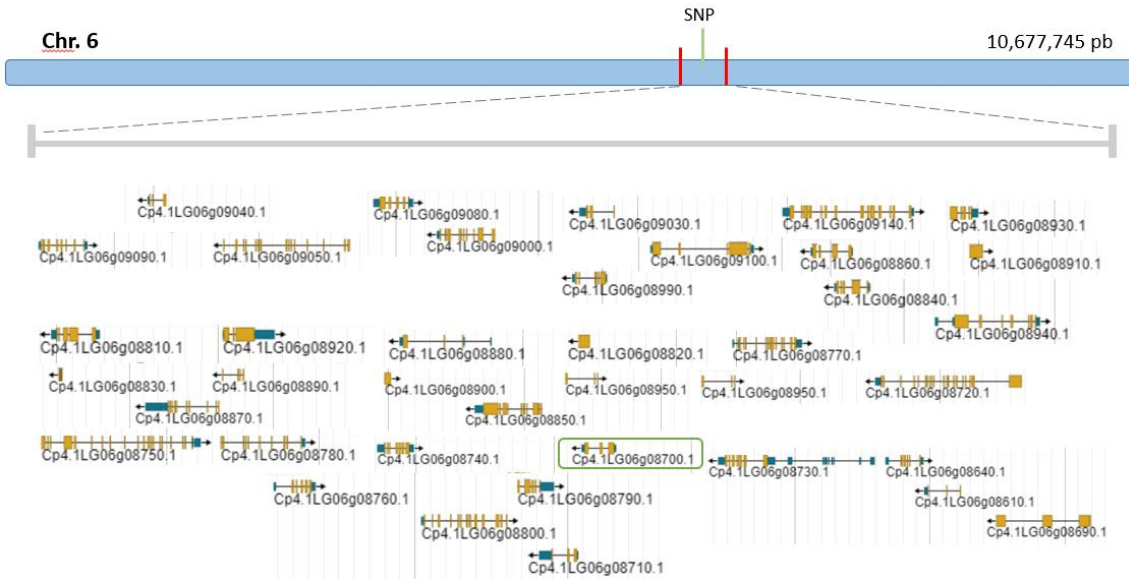 SNP
Chr. 6
10,677,745 pb
Cp4.1LG06g09040.1
Cp4.1LG06g09080.1
Cp4.1LG06g09030.1
Cp4.1LG06g09140.1
Cp4.1LG06g08930.1
Cp4.1LG06g09090.1
Cp4.1LG06g09050.1
Cp4.1LG06g09000.1
Cp4.1LG06g09100.1
Cp4.1LG06g08860.1
Cp4.1LG06g08910.1
Cp4.1LG06g08990.1
Cp4.1LG06g08840.1
Cp4.1LG06g08940.1
Cp4.1LG06g08810.1
Cp4.1LG06g08920.1
Cp4.1LG06g08880.1
Cp4.1LG06g08820.1
Cp4.1LG06g08770.1
Cp4.1LG06g08830.1
Cp4.1LG06g08890.1
Cp4.1LG06g08900.1
Cp4.1LG06g08950.1
Cp4.1LG06g08950.1
Cp4.1LG06g08720.1
Cp4.1LG06g08870.1
Cp4.1LG06g08850.1
Cp4.1LG06g08750.1
Cp4.1LG06g08780.1
Cp4.1LG06g08740.1
Cp4.1LG06g08700.1
Cp4.1LG06g08730.1
Cp4.1LG06g08640.1
Cp4.1LG06g08760.1
Cp4.1LG06g08790.1
Cp4.1LG06g08610.1
Cp4.1LG06g08800.1
Cp4.1LG06g08690.1
Cp4.1LG06g08710.1